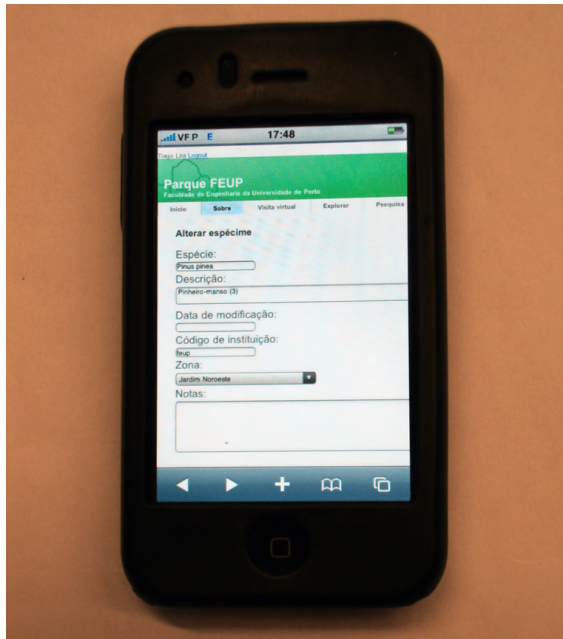 VF P E 17:48
Tiago Lira Logout
Parque FEUP
Faculdade de Engenharia da Universidade do Porto
Início Sobre Visita virtual Explorar Pesquisa
Alterar espécime
Espécie:
Pinus pinea
Descrição:
Pinheiro-manso (3)
Data de modificação:
Código de instituição:
feup
Zona:
Jardim Noroeste
Notas: